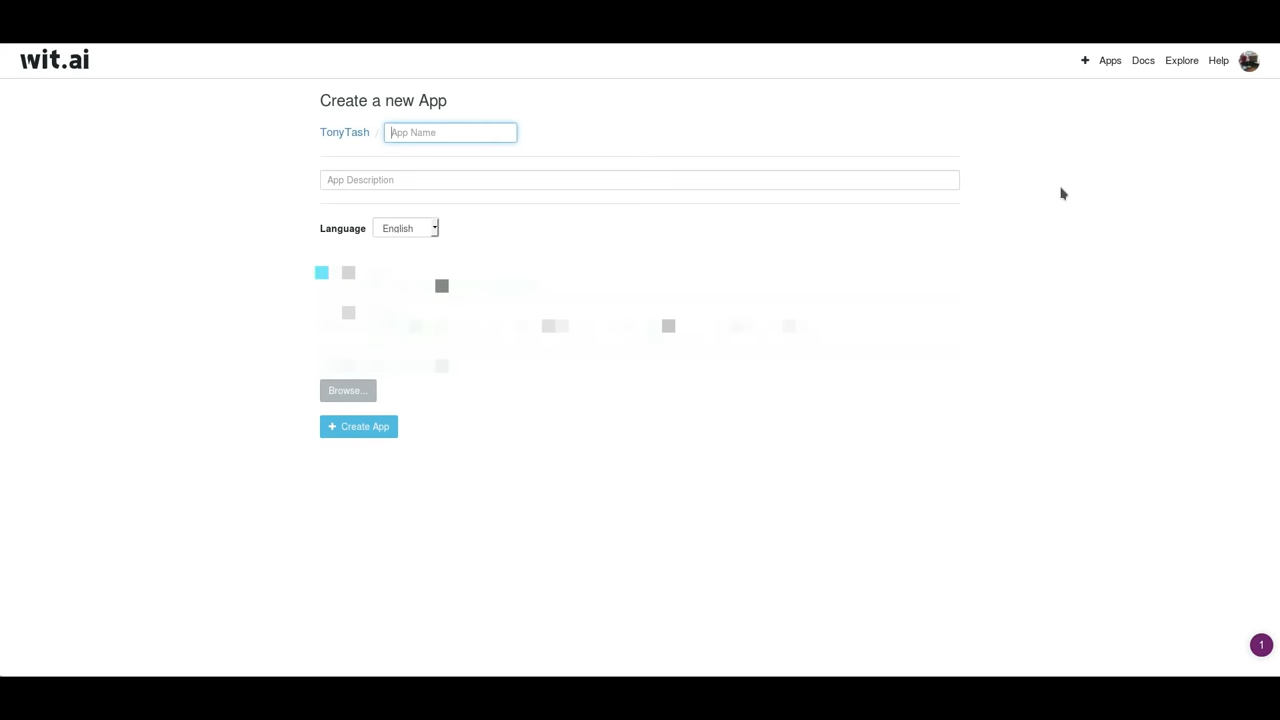 wit.ai
Apps Docs Explore Help
Create a new App
TonyTash / App Name
App Description
Language English
Browse...
+ Create App
1